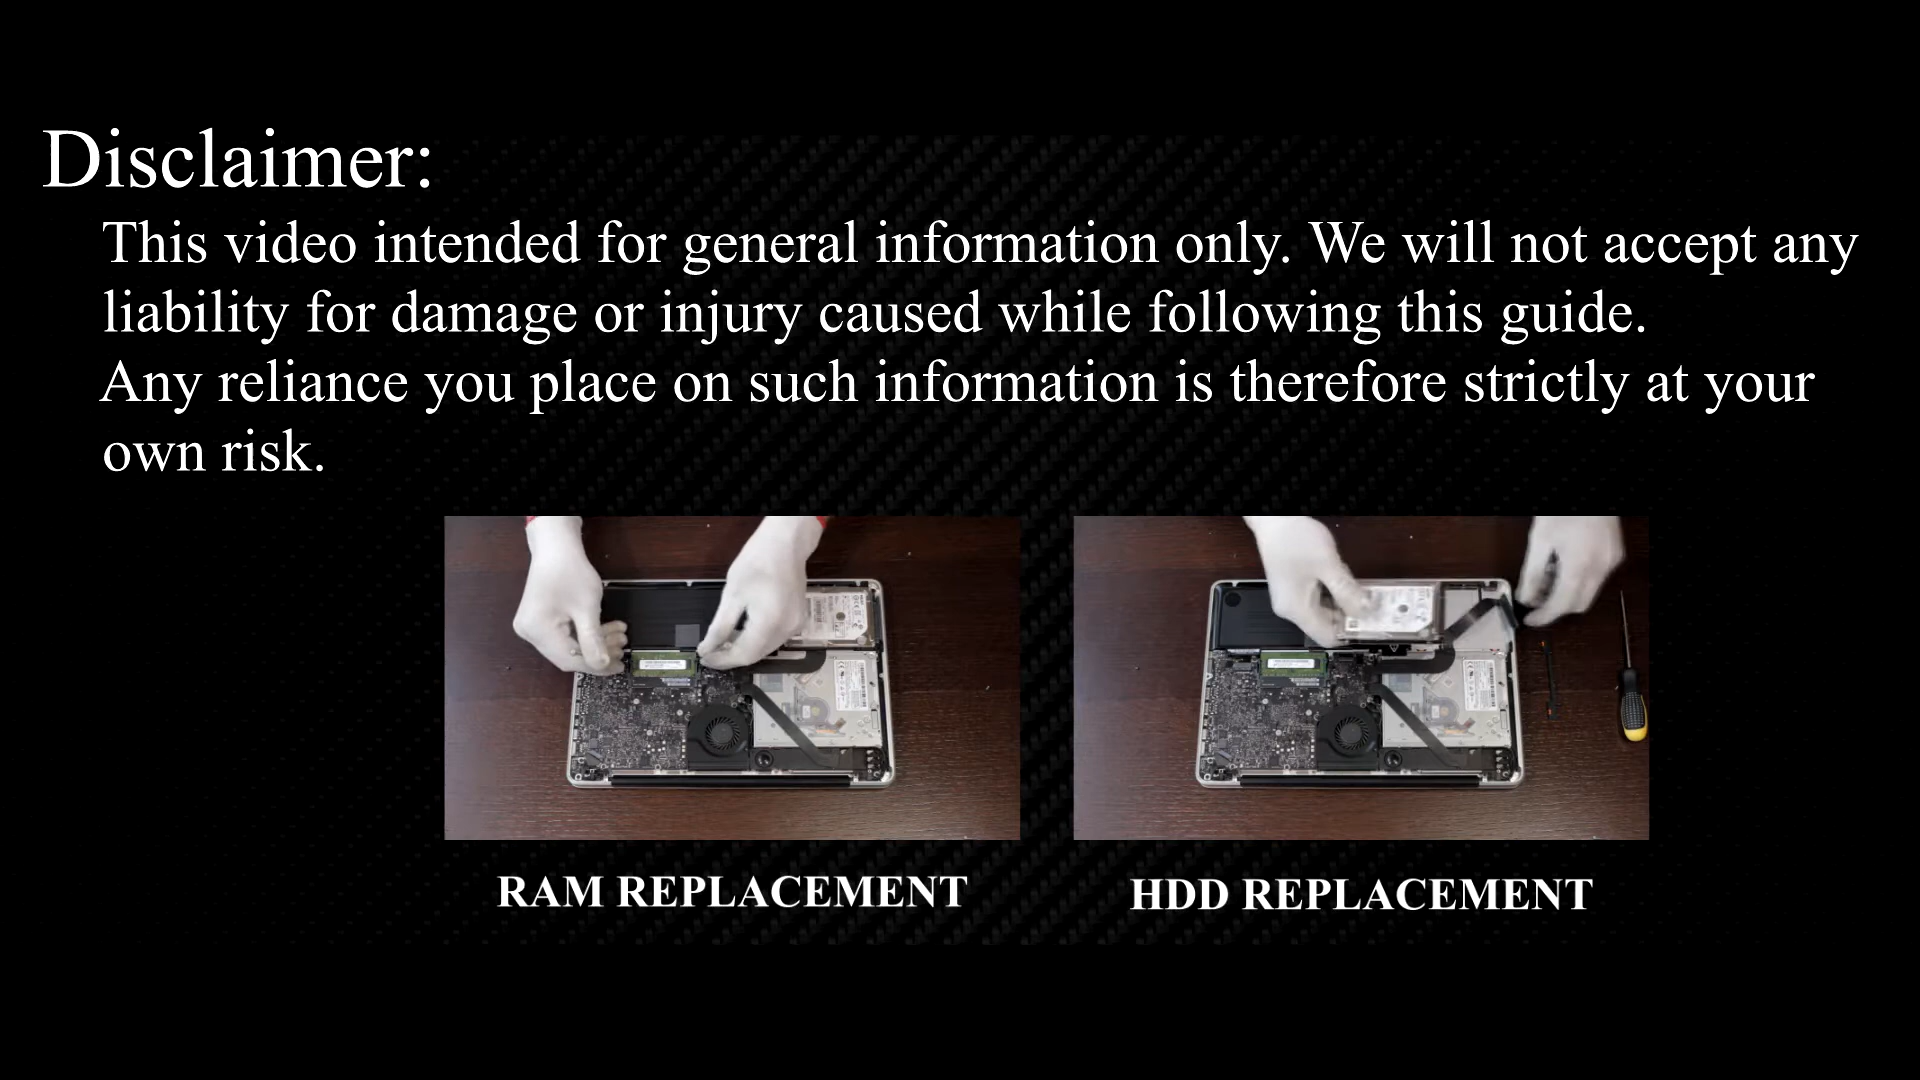 Disclaimer:
This video intended for general information only. We will not accept any
liability for damage or injury caused while following this guide.
Any reliance you place on such information is therefore strictly at your
own risk.
RAM REPLACEMENT
HDD REPLACEMENT